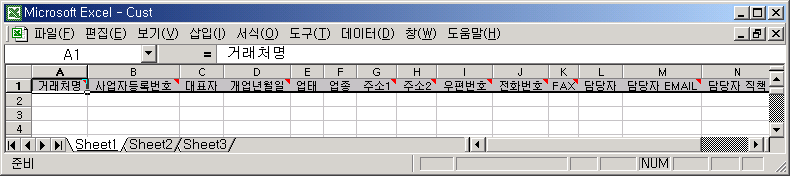 Microsoft Excel - Cust
파일(F) 편집(E) 보기(V) 삽입(I) 서식(O) 도구(T) 데이터(D) 창(W) 도움말(H)
A1 = 거래처명
A B C D E F G H I J K L M N
1 거래처명 사업자등록번호 대표자 개업년월일 업태 업종 주소1 주소2 우편번호 전화번호 FAX 담당자 담당자 EMAIL 담당자 직책
2
3
4
Sheet1 Sheet2 Sheet3
준비 NUM